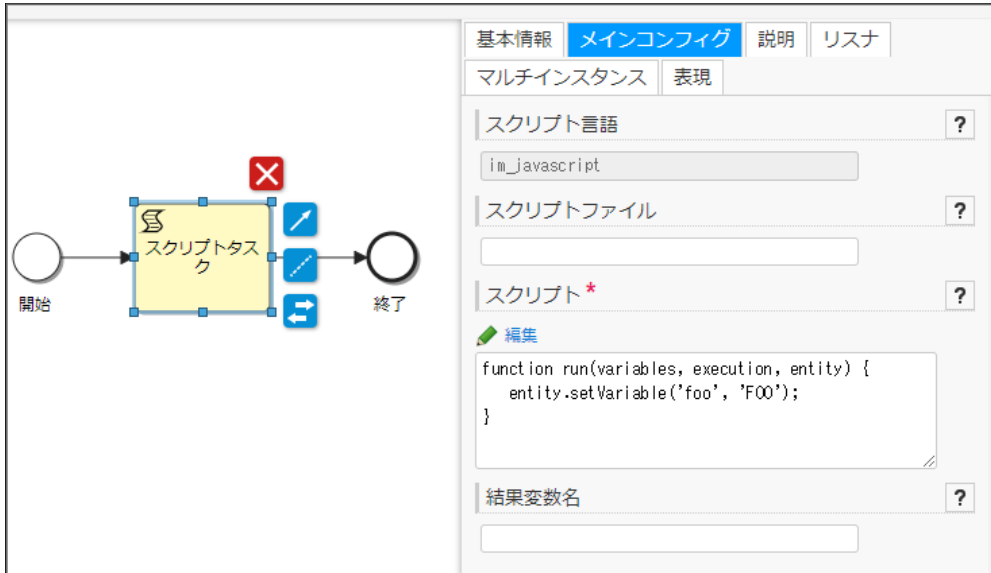 基本情報 メインコンフィグ 説明 リスナ
マルチインスタンス 表現
スクリプト言語 ?
im_javascript
スクリプトファイル ?
スクリプト* ?
編集
function run(variables, execution, entity) {
   entity.setVariable('foo', 'FOO');
}
結果変数名 ?
スクリプトタス
ク
開始
終了